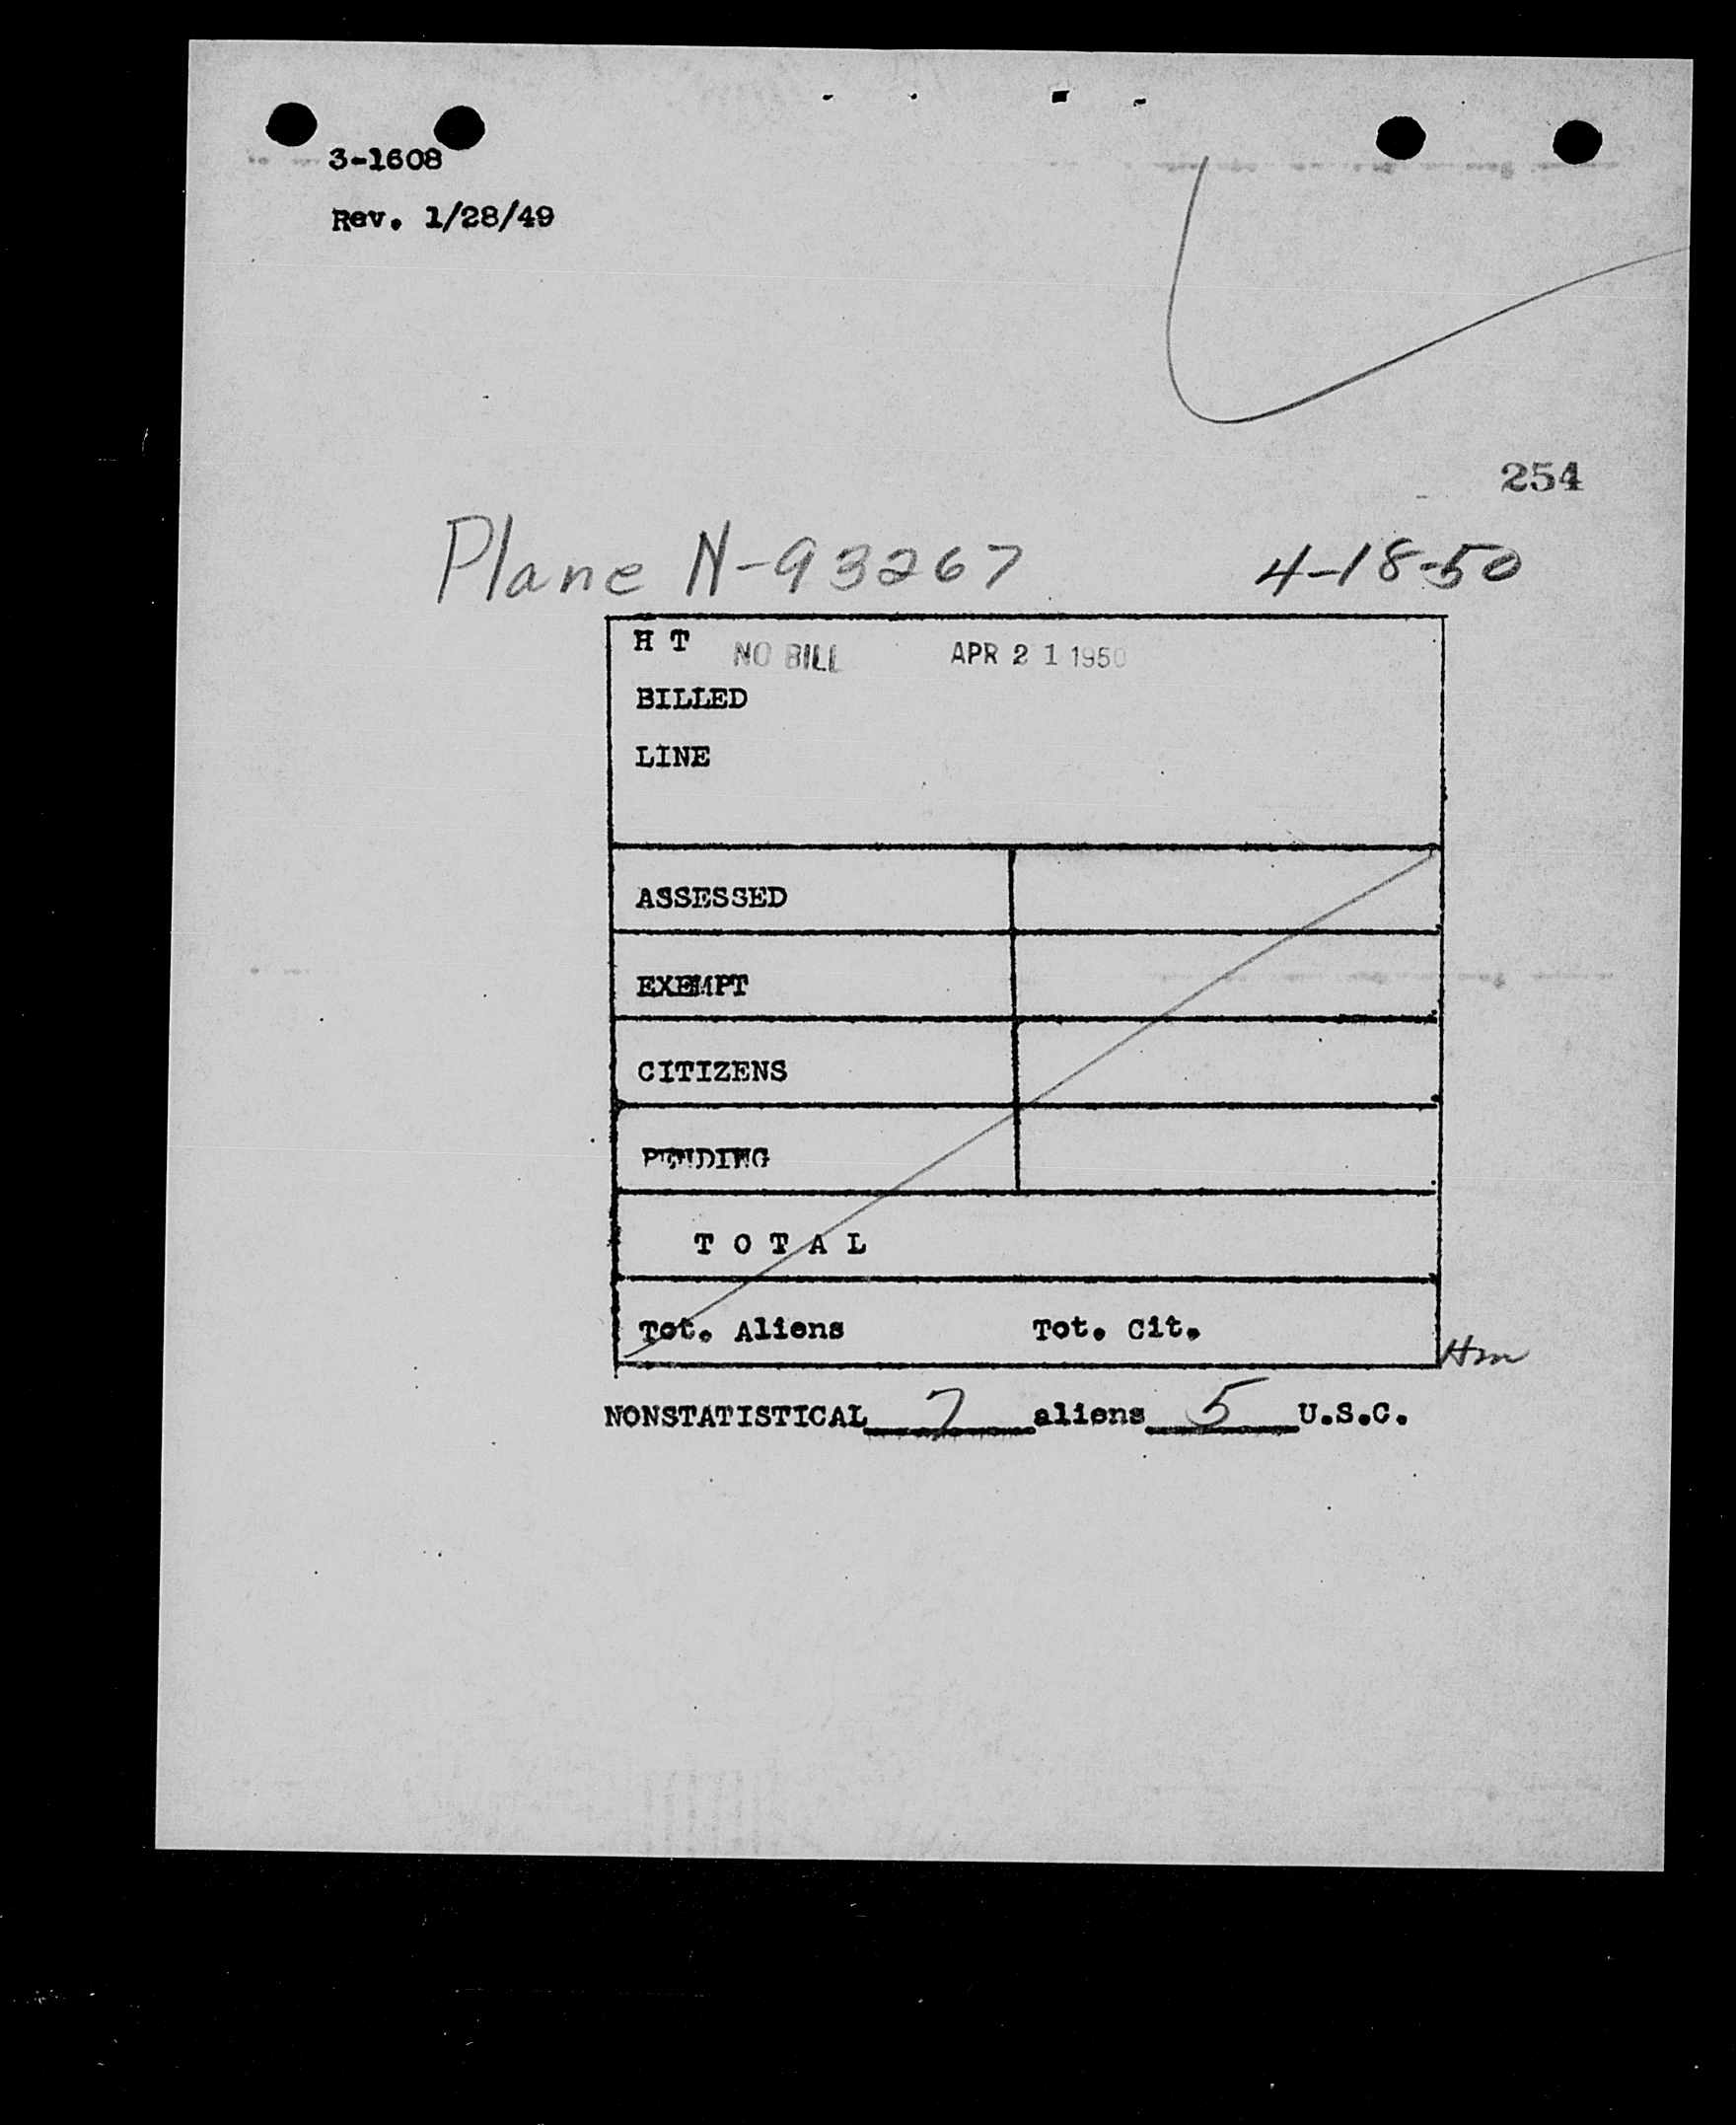 3-1608
Rev. 1/28/49
254
Plane N-93267 4-18-50
H T NO BILL APR 21 1950
BILLED
LINE
ASSESSED
EXEMPT
CITIZENS
PENDING
T O T A L
Tot. Aliens Tot. Cit.
Hm
NONSTATISTICAL 7 aliens 5 U.S.C.